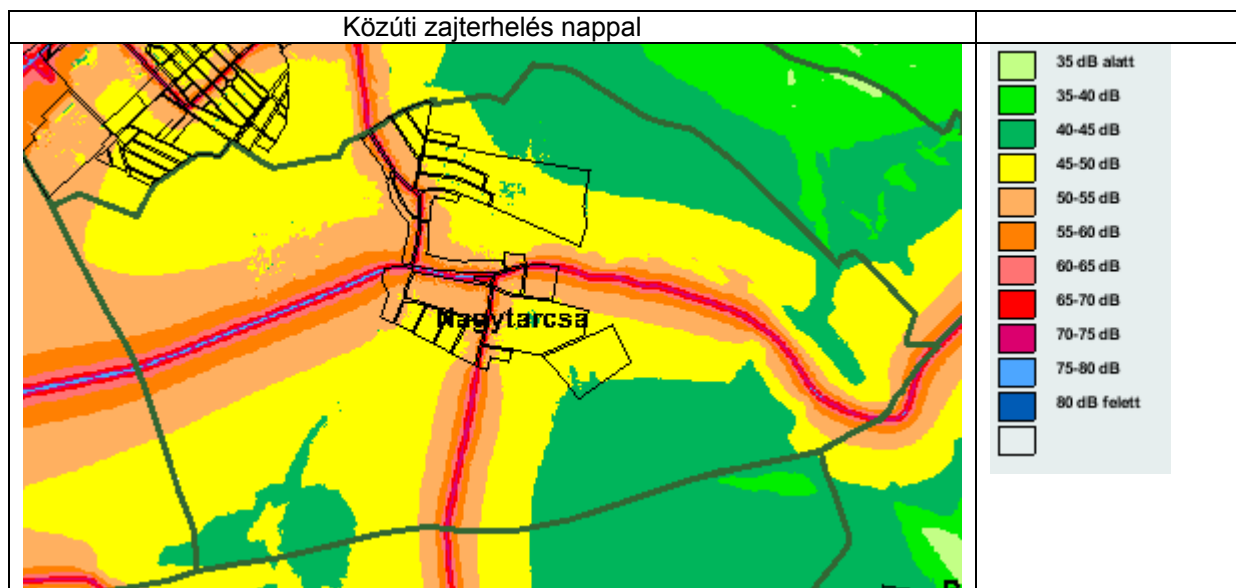 Közúti zajterhelés nappal
35 dB alatt
35-40 dB
40-45 dB
45-50 dB
50-55 dB
55-60 dB
60-65 dB
65-70 dB
70-75 dB
75-80 dB
80 dB felett
Nagytarcsa